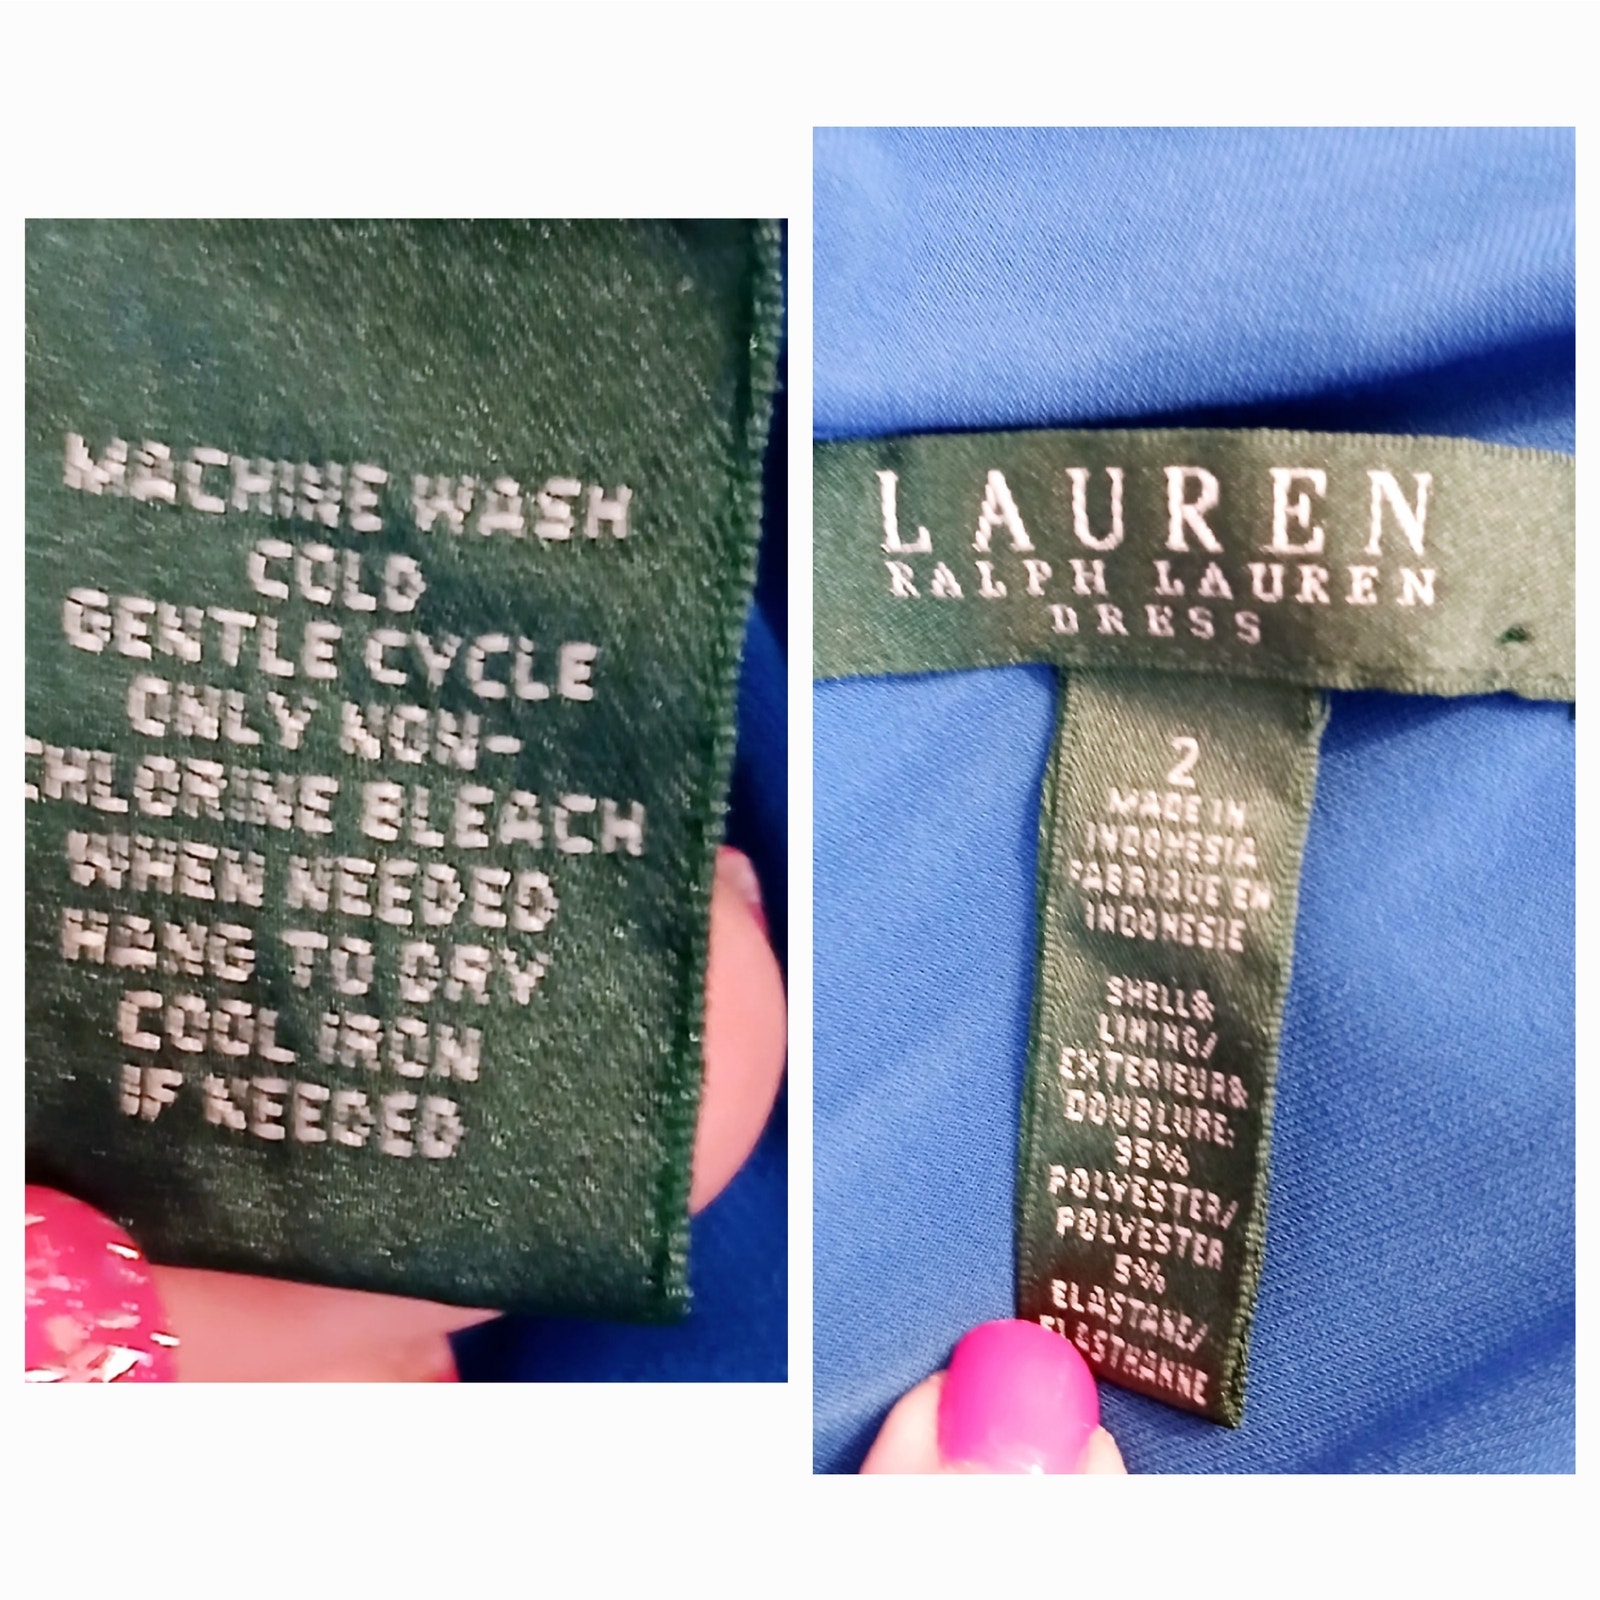 MACHINE WASH
COLD
GENTLE CYCLE
ONLY NON-
CHLORINE BLEACH
WHEN NEEDED
HANG TO DRY
COOL IRON
IF NEEDED
LAUREN
RALPH LAUREN
DRESS
2
MADE IN
INDONESIA
FABRIQUE EN
INDONESIE
SHELL&
LINING/
EXTERIEUR&
DOUBLURE:
95%
POLYESTER/
POLYESTER
5%
ELASTANE/
ELASTHANNE